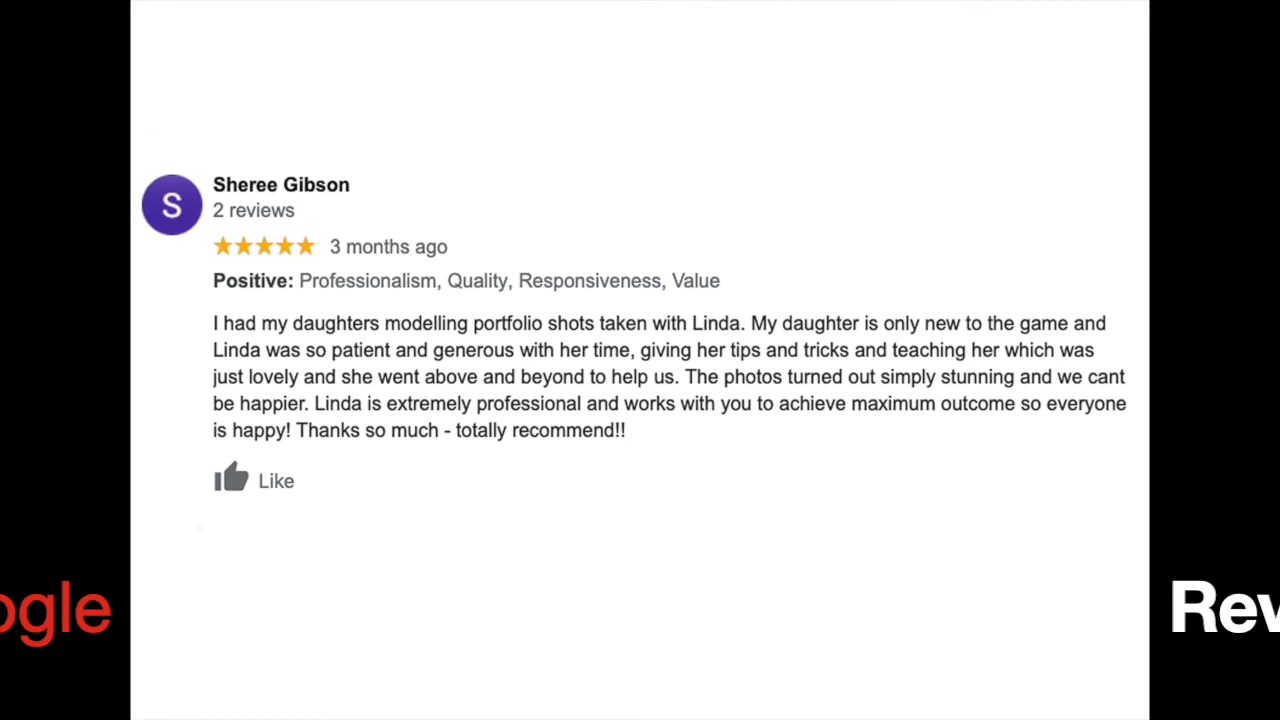 S
Sheree Gibson
2 reviews
3 months ago
Positive: Professionalism, Quality, Responsiveness, Value
I had my daughters modelling portfolio shots taken with Linda. My daughter is only new to the game and
Linda was so patient and generous with her time, giving her tips and tricks and teaching her which was
just lovely and she went above and beyond to help us. The photos turned out simply stunning and we cant
be happier. Linda is extremely professional and works with you to achieve maximum outcome so everyone
is happy! Thanks so much - totally recommend!!
Like
ogle
Rev